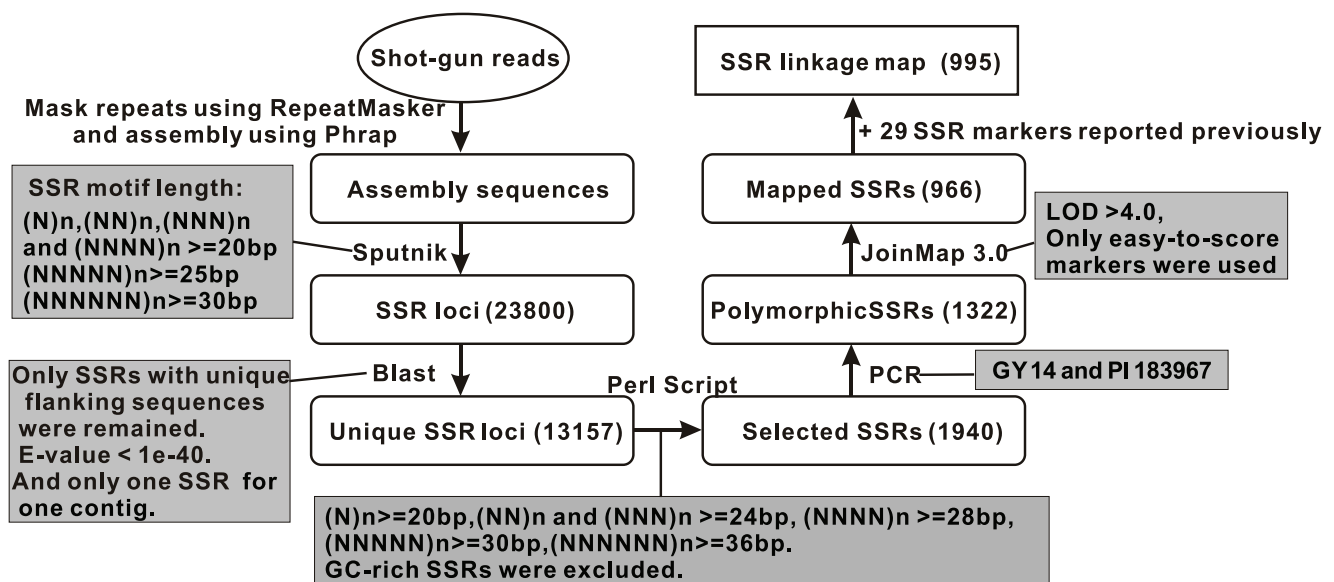 Shot-gun reads
Mask repeats using RepeatMasker
and assembly using Phrap
Assembly sequences
SSR motif length:
(N)n,(NN)n,(NNN)n
and (NNNN)n >=20bp
(NNNNN)n>=25bp
(NNNNNN)n>=30bp
Sputnik
SSR loci (23800)
Only SSRs with unique
flanking sequences
were remained.
E-value < 1e-40.
And only one SSR for
one contig.
Blast
Unique SSR loci (13157)
Perl Script
(N)n>=20bp,(NN)n and (NNN)n >=24bp, (NNNN)n >=28bp,
(NNNNN)n>=30bp,(NNNNNN)n>=36bp.
GC-rich SSRs were excluded.
Selected SSRs (1940)
PCR
GY14 and PI 183967
PolymorphicSSRs (1322)
JoinMap 3.0
LOD >4.0,
Only easy-to-score
markers were used
Mapped SSRs (966)
+ 29 SSR markers reported previously
SSR linkage map (995)